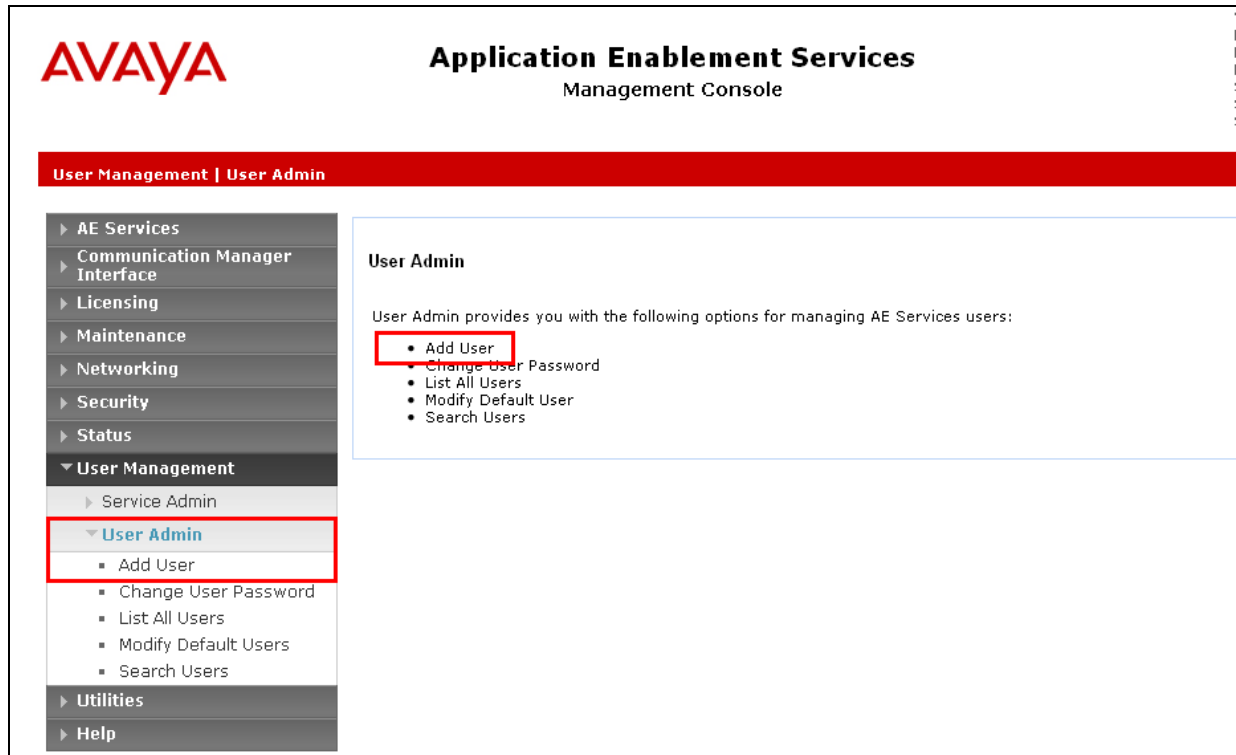 AVAYA
Application Enablement Services
Management Console
User Management | User Admin
AE Services
Communication Manager
Interface
Licensing
Maintenance
Networking
Security
Status
User Management
Service Admin
User Admin
Add User
Change User Password
List All Users
Modify Default Users
Search Users
Utilities
Help
User Admin
User Admin provides you with the following options for managing AE Services users:
• Add User
• Change User Password
• List All Users
• Modify Default User
• Search Users